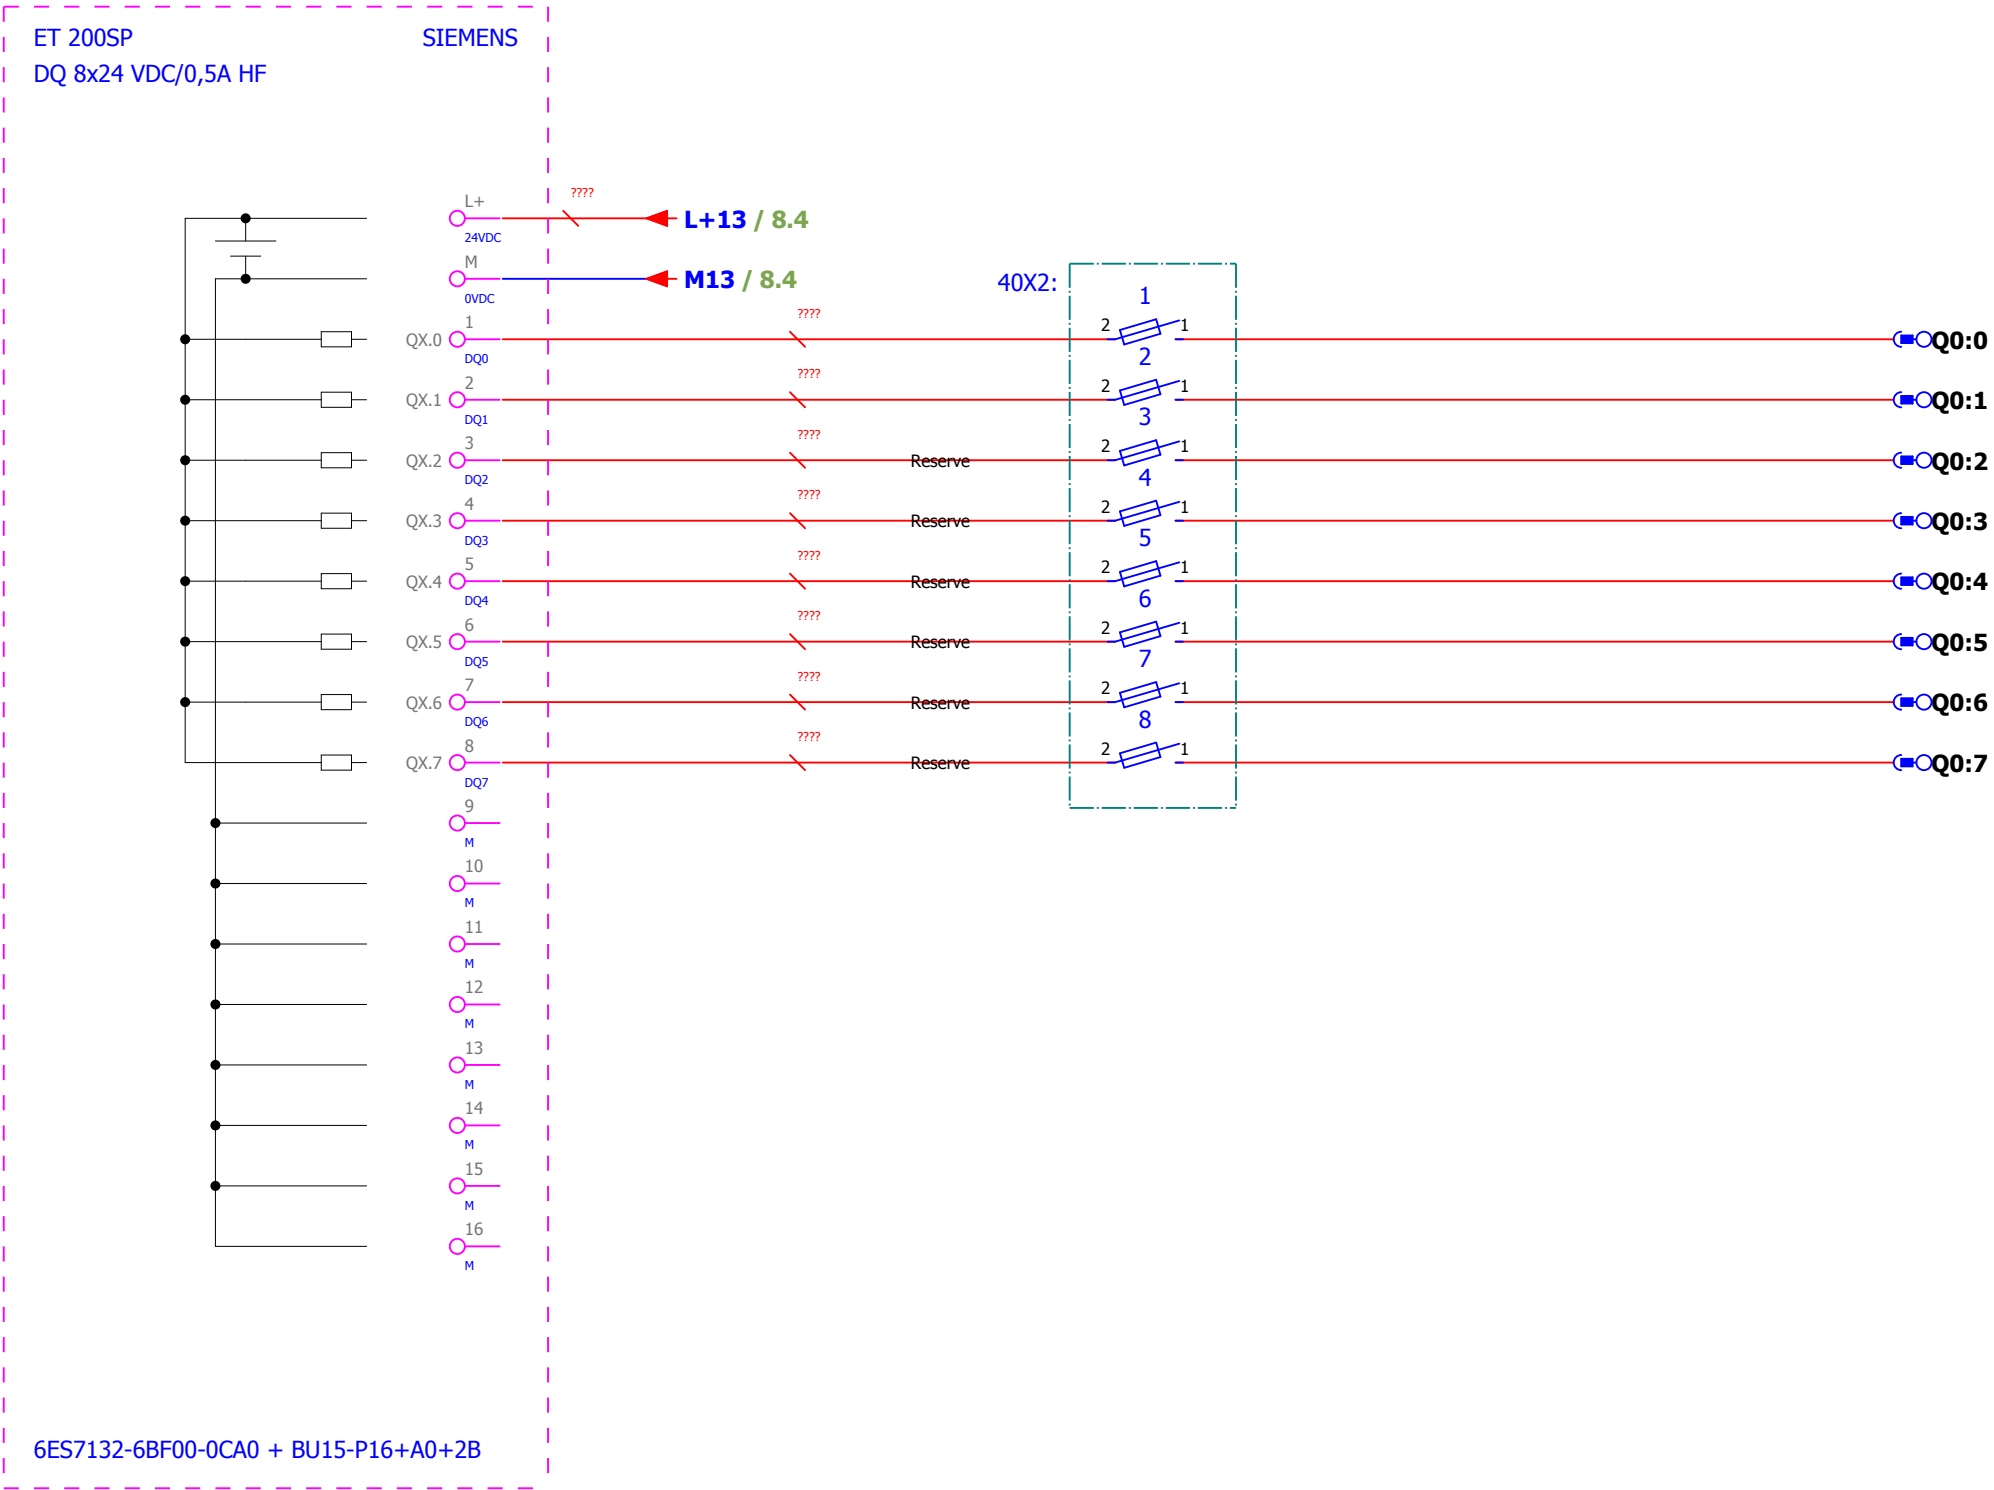 ET 200SP SIEMENS
DQ 8x24 VDC/0,5A HF
L+ ????
24VDC L+13 / 8.4
M
0VDC M13 / 8.4
40X2:
1 ???? 1
QX.0 DQ0 2 1 Q0:0
2 ???? 2
QX.1 DQ1 2 1 Q0:1
3 ???? 3
QX.2 DQ2 Reserve 2 1 Q0:2
4 ???? 4
QX.3 DQ3 Reserve 2 1 Q0:3
5 ???? 5
QX.4 DQ4 Reserve 2 1 Q0:4
6 ???? 6
QX.5 DQ5 Reserve 2 1 Q0:5
7 ???? 7
QX.6 DQ6 Reserve 2 1 Q0:6
8 ???? 8
QX.7 DQ7 Reserve 2 1 Q0:7
9
M
10
M
11
M
12
M
13
M
14
M
15
M
16
M
6ES7132-6BF00-0CA0 + BU15-P16+A0+2B